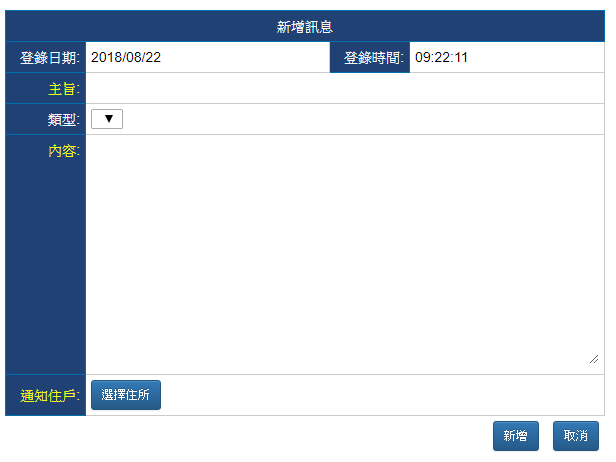 新增訊息
登錄日期: 2018/08/22 登錄時間: 09:22:11
主旨:
類型:
內容:
通知住戶: 選擇住所
新增 取消